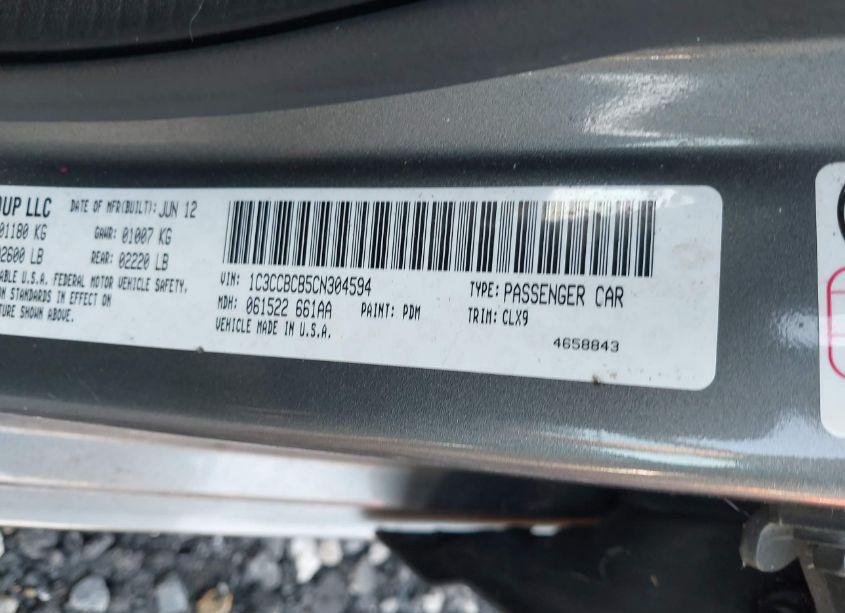 OUP LLC DATE OF MFR(BUILT): JUN 12
01180 KG GAWR: 01007 KG
02600 LB REAR: 02220 LB
ABLE U.S.A. FEDERAL MOTOR VEHICLE SAFETY,
ON STANDARDS IN EFFECT ON
TURE SHOWN ABOVE.
VIN: 1C3CCBCB5CN304594 TYPE: PASSENGER CAR
MDH: 061522 661AA PAINT: PDM TRIM: CLX9
VEHICLE MADE IN U.S.A.
4658843